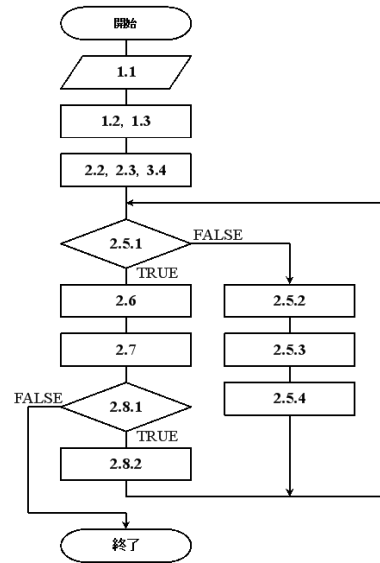 開始
1.1
1.2, 1.3
2.2, 2.3, 3.4
2.5.1
FALSE
TRUE
2.6
2.5.2
2.7
2.5.3
FALSE
2.8.1
2.5.4
TRUE
2.8.2
終了